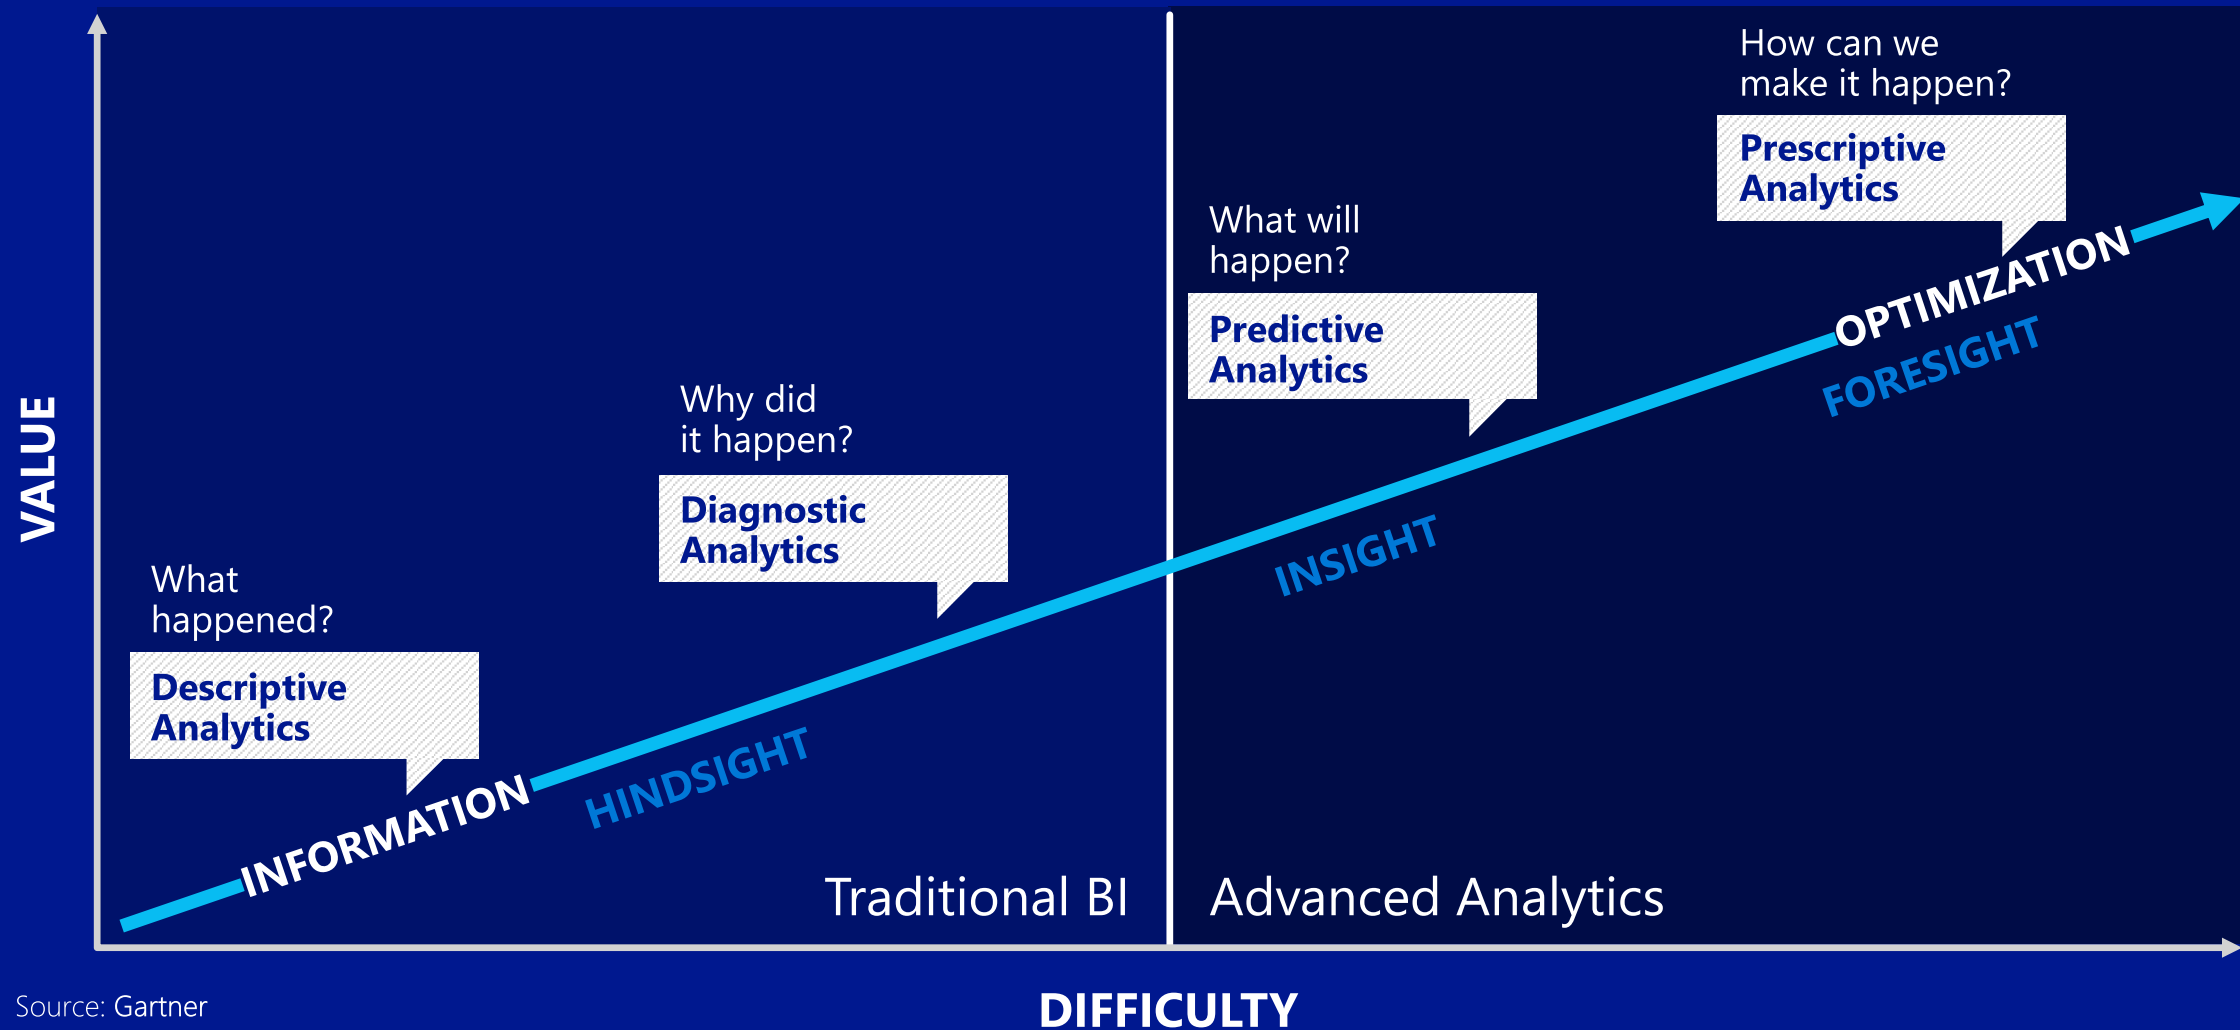 How can we
make it happen?
Prescriptive
Analytics
What will
happen?
Predictive
Analytics
OPTIMIZATION
FORESIGHT
Why did
it happen?
Diagnostic
Analytics
VALUE
INSIGHT
What
happened?
Descriptive
Analytics
INFORMATION
HINDSIGHT
Traditional BI
Advanced Analytics
Source: Gartner
DIFFICULTY